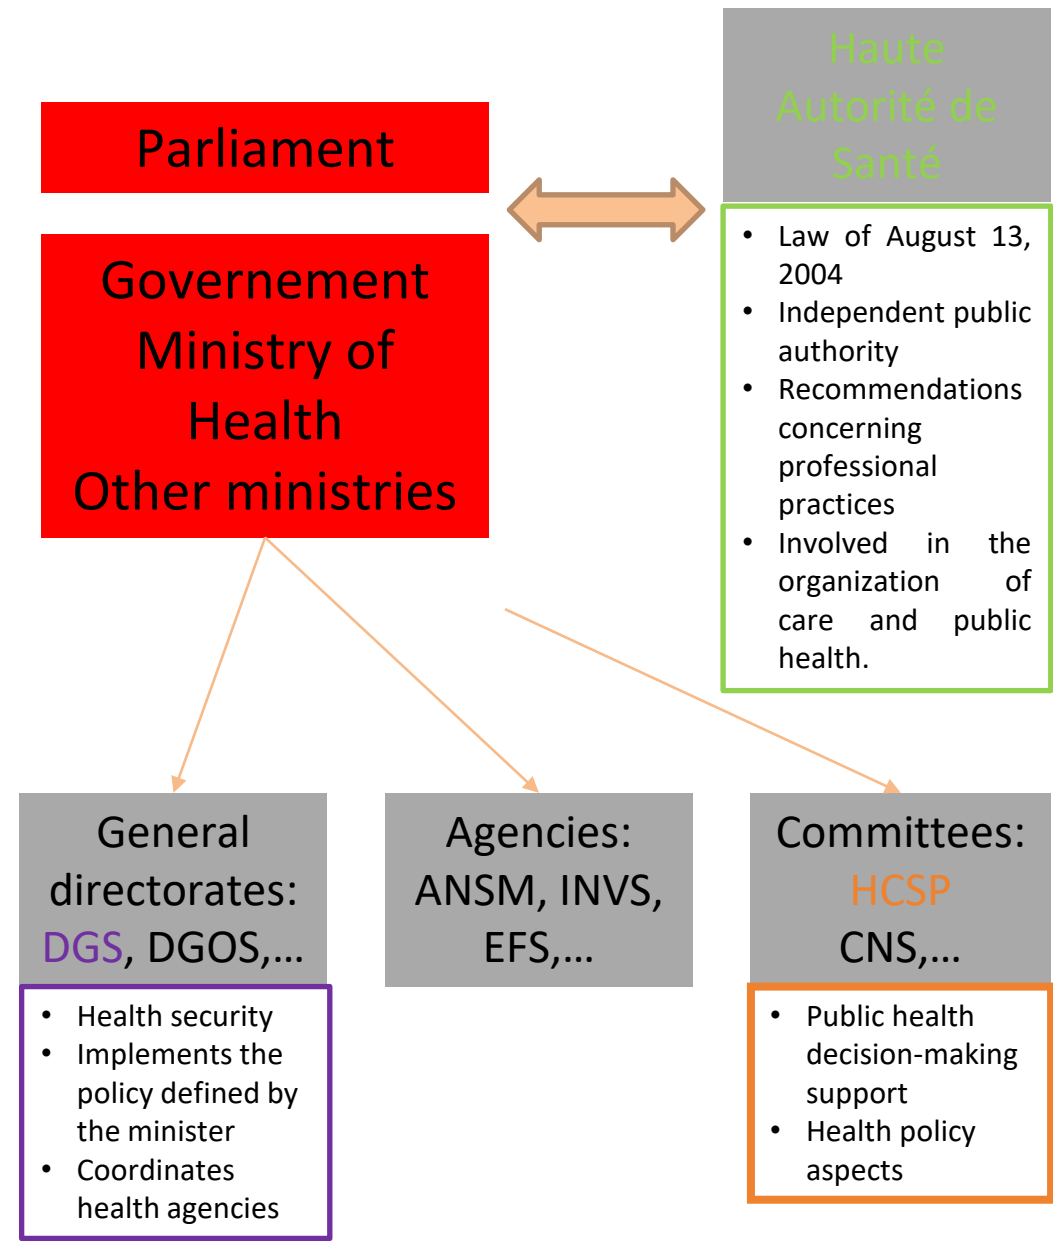 Parliament
Governement
Ministry of
Health
Other ministries
Haute
Autorité de
Santé
• Law of August 13,
2004
• Independent public
authority
• Recommendations
concerning
professional
practices
• Involved in the
organization of
care and public
health.
General
directorates:
DGS, DGOS,...
• Health security
• Implements the
policy defined by
the minister
• Coordinates
health agencies
Agencies:
ANSM, INVS,
EFS,...
Committees:
HCSP
CNS,...
• Public health
decision-making
support
• Health policy
aspects